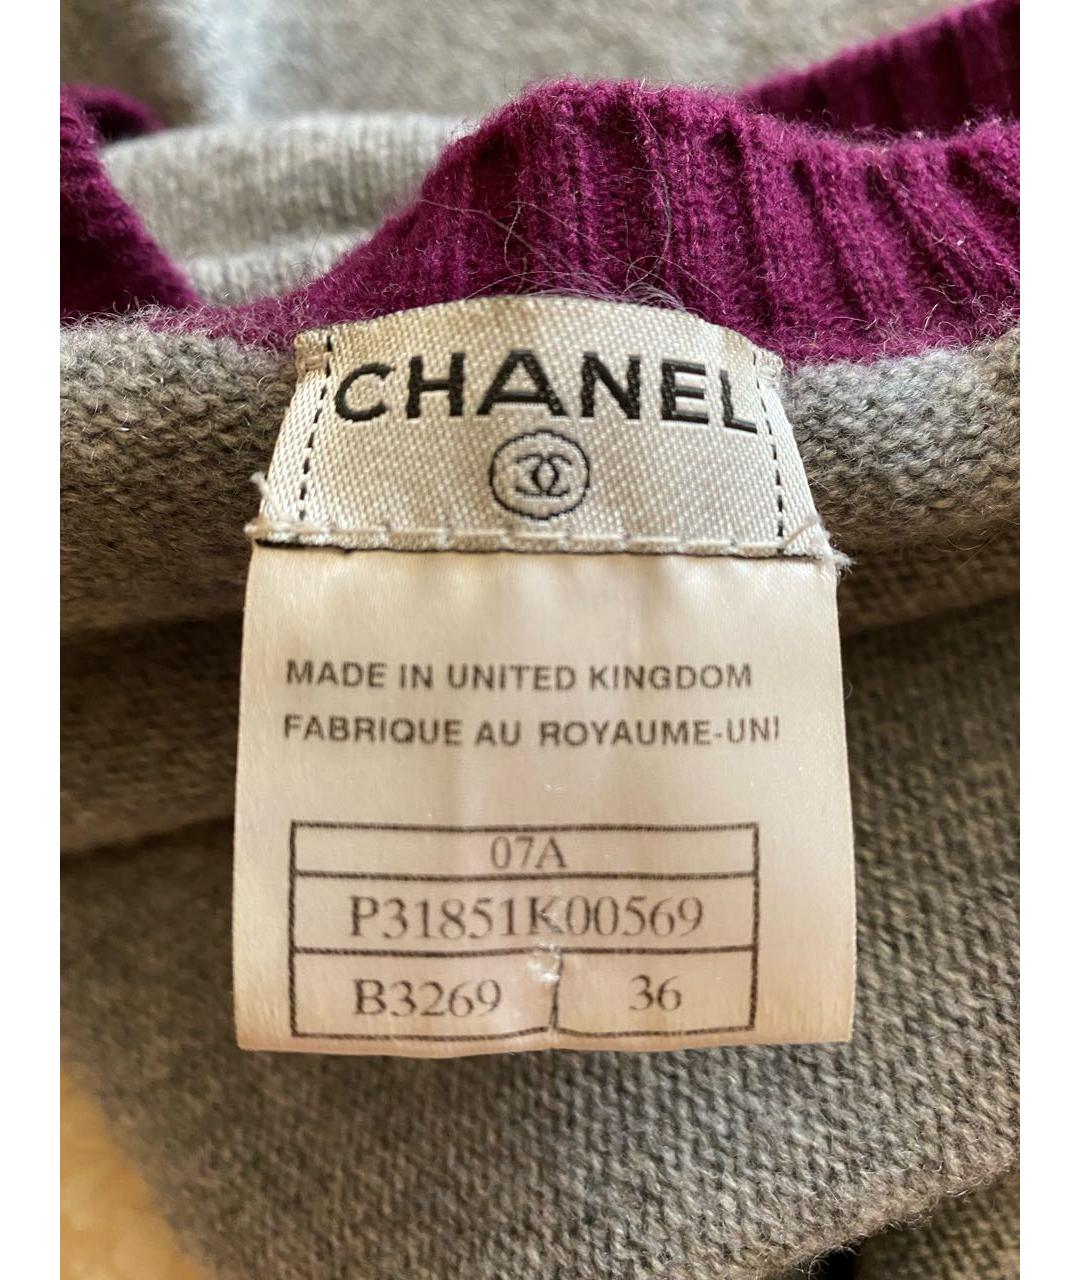 CHANEL
MADE IN UNITED KINGDOM
FABRIQUE AU ROYAUME-UNI
07A
P31851K00569
B3269 36